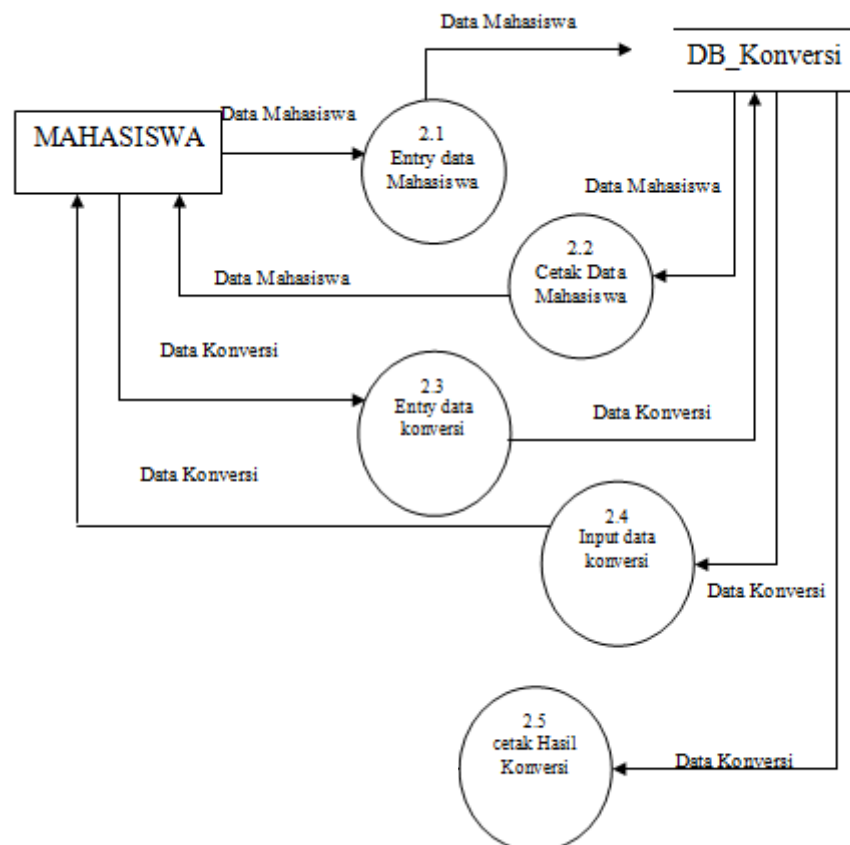 Data Mahasiswa
DB_Konversi
MAHASISWA
Data Mahasiswa
2.1
Entry data
Mahasiswa
Data Mahasiswa
2.2
Cetak Data
Mahasiswa
Data Mahasiswa
Data Konversi
2.3
Entry data
konversi
Data Konversi
Data Konversi
2.4
Input data
konversi
Data Konversi
2.5
cetak Hasil
Konversi
Data Konversi